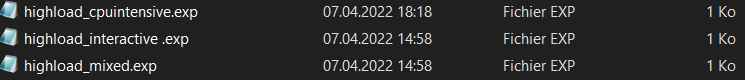 highload_cpuintensive.exp 07.04.2022 18:18 Fichier EXP 1 Ko
highload_interactive .exp 07.04.2022 14:58 Fichier EXP 1 Ko
highload_mixed.exp 07.04.2022 14:58 Fichier EXP 1 Ko